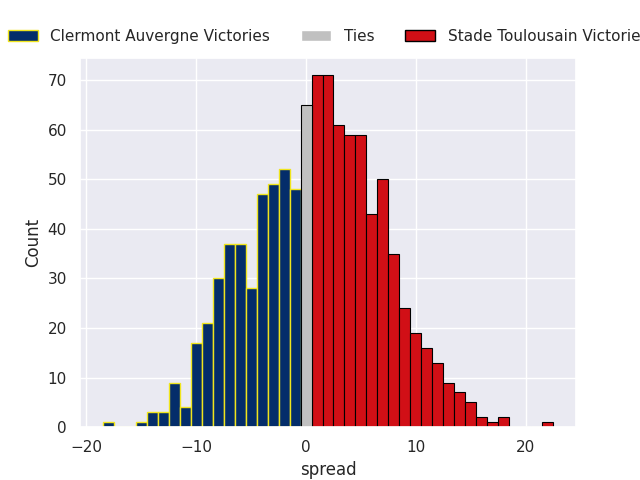 Clermont Auvergne Victories Ties Stade Toulousain Victorie
70
60
50
40
30
20
10
0
Count
−20 −10 0 10 20
spread